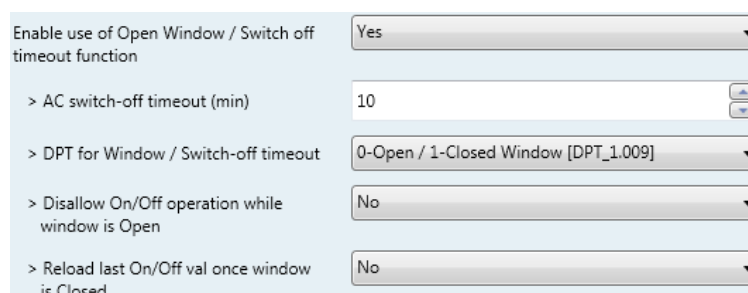 Enable use of Open Window / Switch off Yes
timeout function
> AC switch-off timeout (min) 10
> DPT for Window / Switch-off timeout 0-Open / 1-Closed Window [DPT_1.009]
> Disallow On/Off operation while No
window is Open
> Reload last On/Off val once window No
is Closed